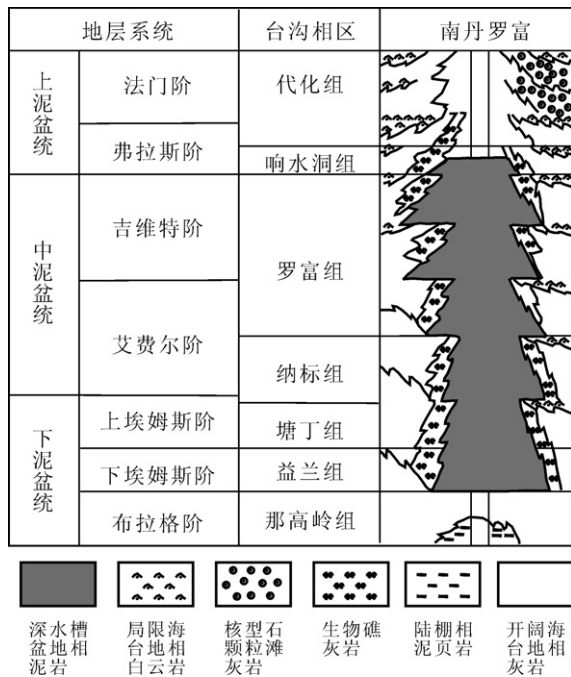 地层系统 台沟相区 南丹罗富
上泥盆统
法门阶
代化组
弗拉斯阶
响水洞组
中泥盆统
吉维特阶
罗富组
艾费尔阶
纳标组
下泥盆统
上埃姆斯阶
塘丁组
下埃姆斯阶
益兰组
布拉格阶
那高岭组
深水槽
盆地相
泥岩
局限海
台地相
白云岩
核型石
颗粒滩
灰岩
生物礁
灰岩
陆棚相
泥页岩
开阔海
台地相
灰岩